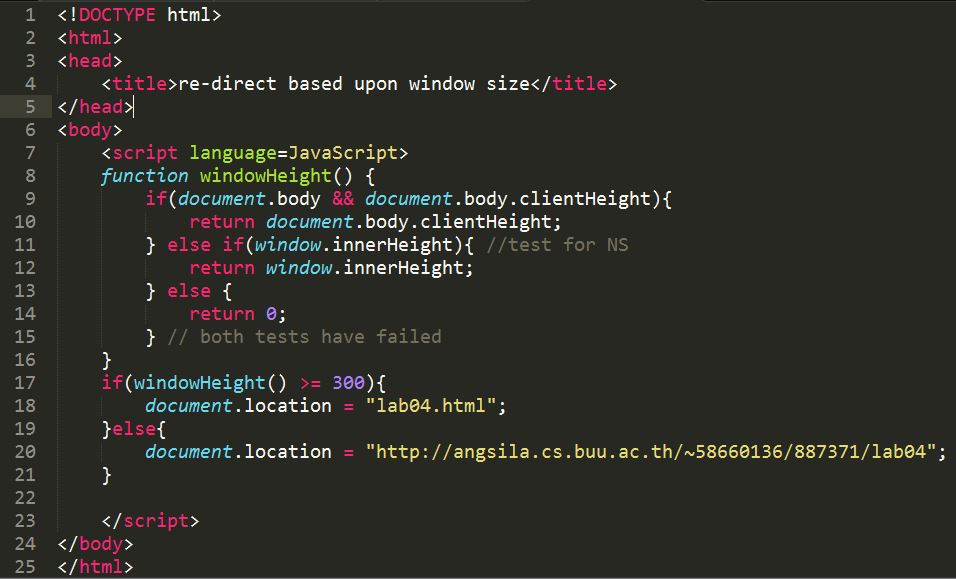 1 <!DOCTYPE html>
2 <html>
3 <head>
4     <title>re-direct based upon window size</title>
5 </head>
6 <body>
7     <script language=JavaScript>
8     function windowHeight() {
9         if(document.body && document.body.clientHeight){
10             return document.body.clientHeight;
11         } else if(window.innerHeight){ //test for NS
12             return window.innerHeight;
13         } else {
14             return 0;
15         } // both tests have failed
16     }
17     if(windowHeight() >= 300){
18         document.location = "lab04.html";
19     }else{
20         document.location = "http://angsila.cs.buu.ac.th/~58660136/887371/lab04";
21     }
22
23     </script>
24 </body>
25 </html>